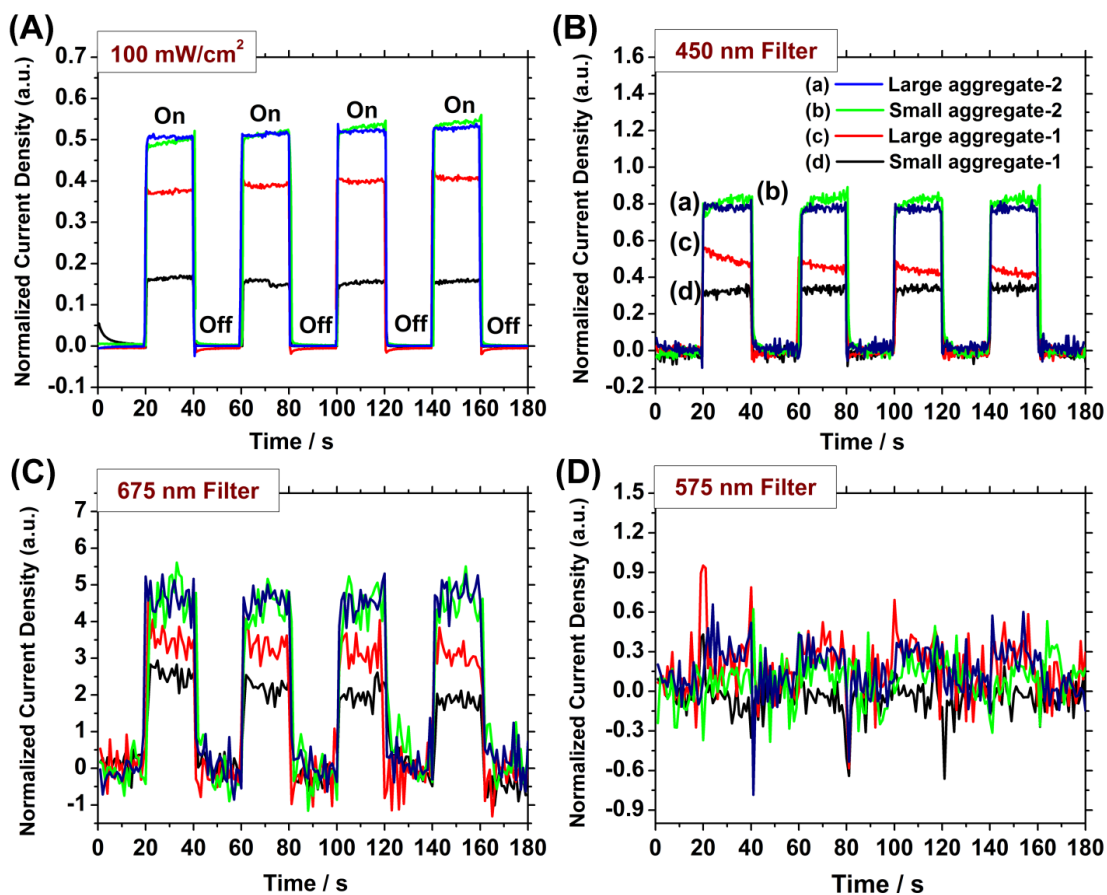 (A)
100 mW/cm²
Normalized Current Density (a.u.)
0.7
0.6
0.5
0.4
0.3
0.2
0.1
0.0
-0.1
On On On On
Off Off Off Off
0 20 40 60 80 100 120 140 160 180
Time / s
(B)
450 nm Filter
Normalized Current Density (a.u.)
1.6
1.4
1.2
1.0
0.8
0.6
0.4
0.2
0.0
-0.2
(a) Large aggregate-2
(b) Small aggregate-2
(c) Large aggregate-1
(d) Small aggregate-1
(a) (b)
(c)
(d)
0 20 40 60 80 100 120 140 160 180
Time / s
(C)
675 nm Filter
Normalized Current Density (a.u.)
7
6
5
4
3
2
1
0
-1
0 20 40 60 80 100 120 140 160 180
Time / s
(D)
575 nm Filter
Normalized Current Density (a.u.)
1.5
1.2
0.9
0.6
0.3
0.0
-0.3
-0.6
-0.9
0 20 40 60 80 100 120 140 160 180
Time / s